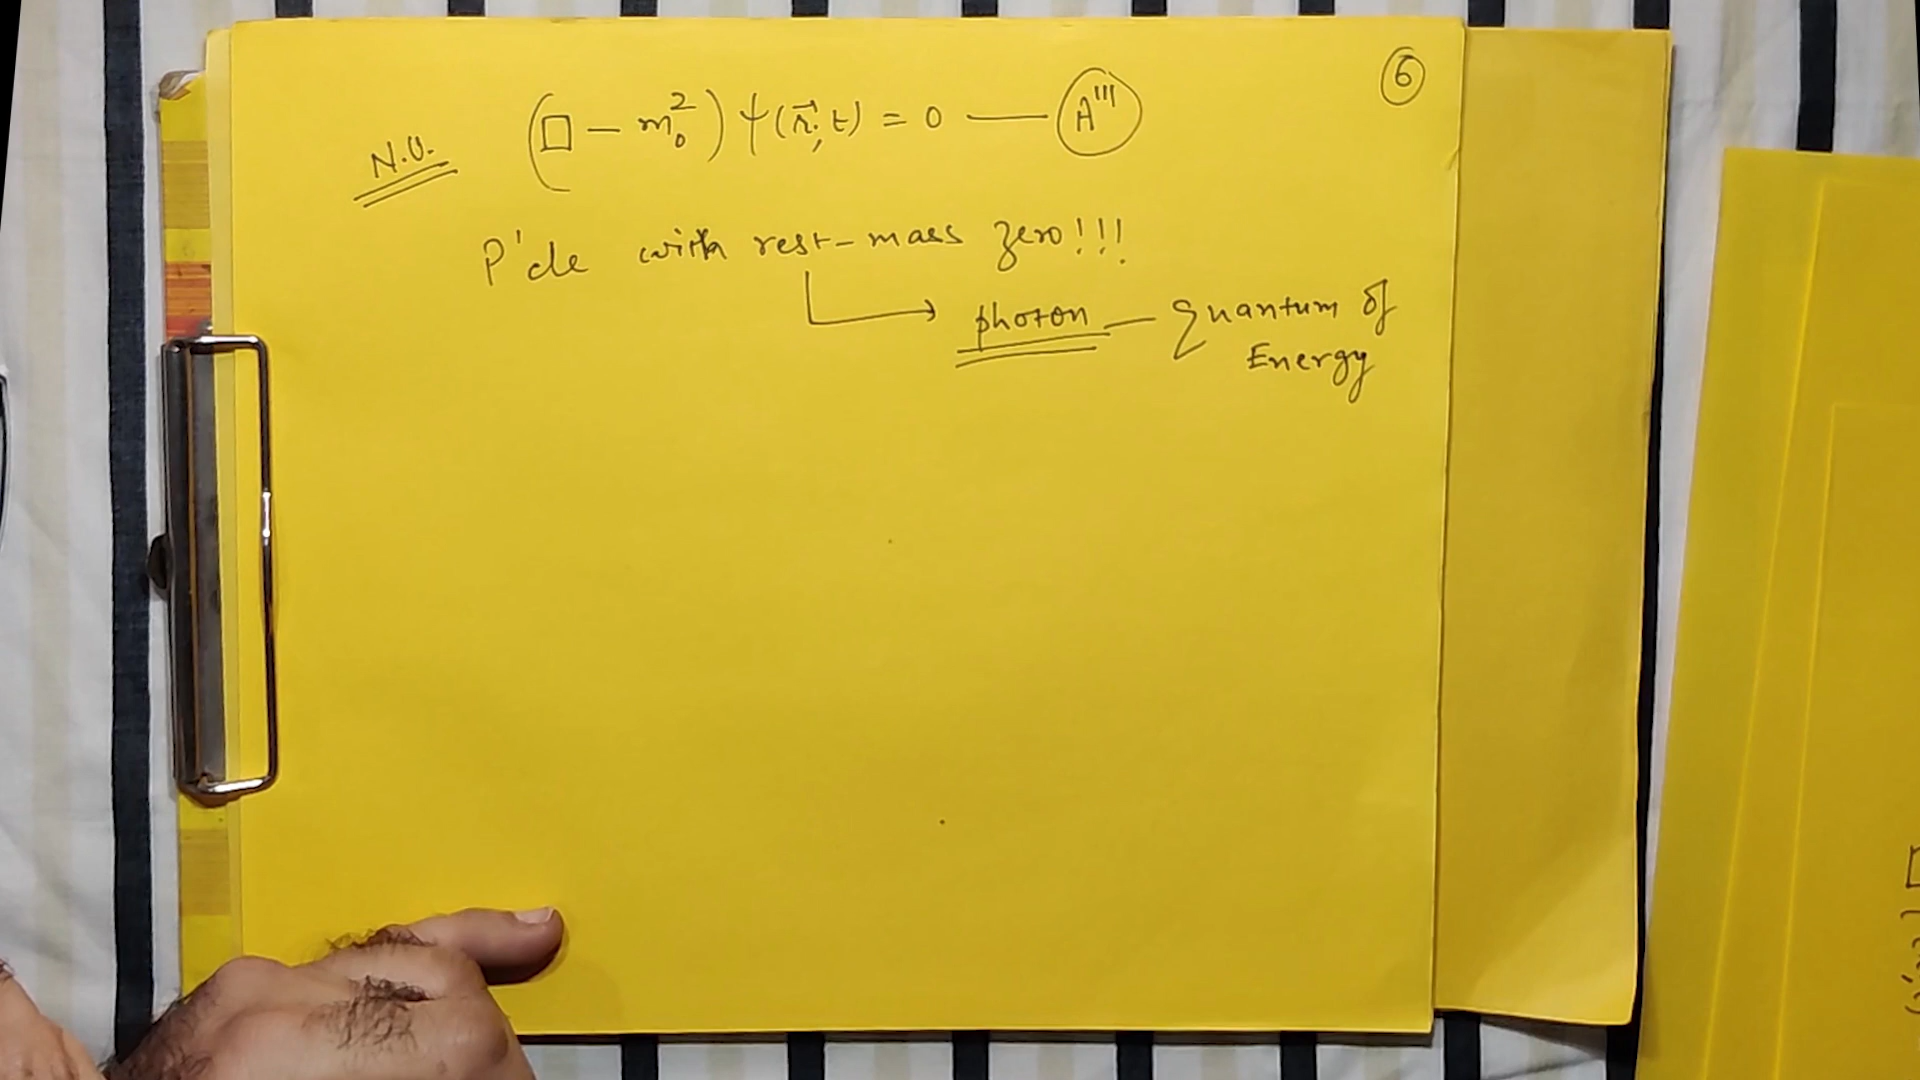 6
N.U. (□ − m₀²) ψ(r⃗, t) = 0 —— A'''
P'cle with rest-mass zero!!!
photon — Quantum of
Energy